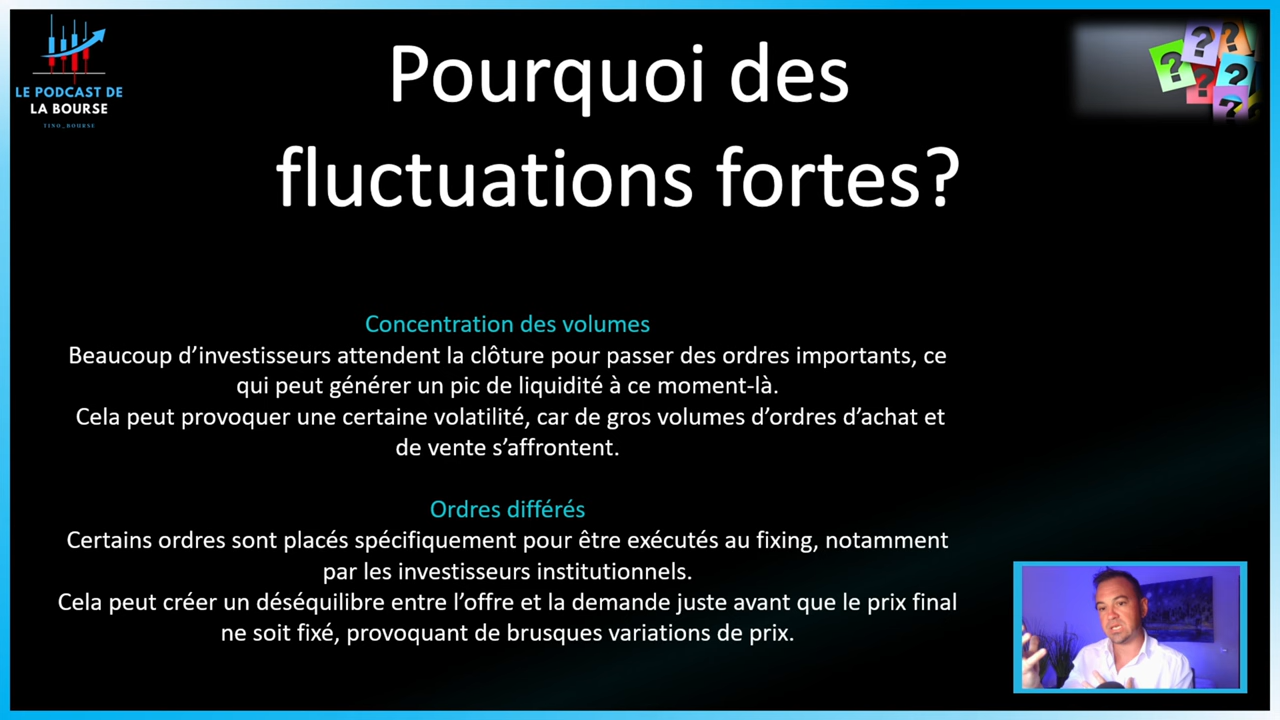 LE PODCAST DE
LA BOURSE
TINO_BOURSE
Pourquoi des
fluctuations fortes?
? ? ? ? ?
?
Concentration des volumes
Beaucoup d’investisseurs attendent la clôture pour passer des ordres importants, ce
qui peut générer un pic de liquidité à ce moment-là.
Cela peut provoquer une certaine volatilité, car de gros volumes d’ordres d’achat et
de vente s’affrontent.
Ordres différés
Certains ordres sont placés spécifiquement pour être exécutés au fixing, notamment
par les investisseurs institutionnels.
Cela peut créer un déséquilibre entre l’offre et la demande juste avant que le prix final
ne soit fixé, provoquant de brusques variations de prix.